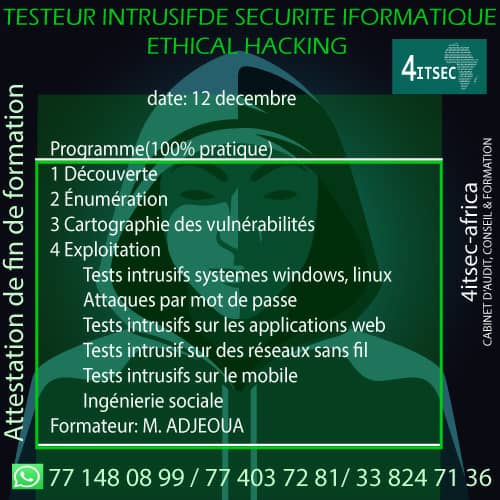 TESTEUR INTRUSIFDE SECURITE IFORMATIQUE
ETHICAL HACKING
4ITSEC
date: 12 decembre
Programme(100% pratique)
1 Découverte
2 Énumération
3 Cartographie des vulnérabilités
4 Exploitation
Tests intrusifs systemes windows, linux
Attaques par mot de passe
Tests intrusifs sur les applications web
Tests intrusif sur des réseaux sans fil
Tests intrusifs sur le mobile
Ingénierie sociale
Formateur: M. ADJEOUA
Attestation de fin de formation
4itsec-africa
CABINET D'AUDIT, CONSEIL & FORMATION
77 148 08 99 / 77 403 72 81/ 33 824 71 36